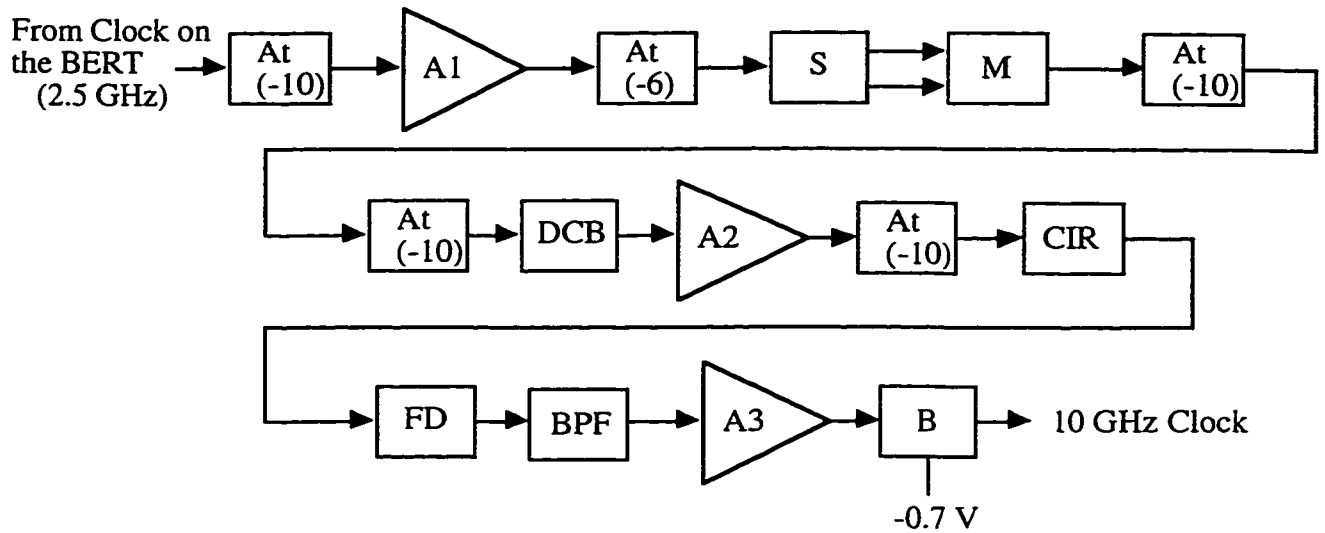 From Clock on
the BERT
(2.5 GHz)
At
(-10)
A1
At
(-6)
S
M
At
(-10)
At
(-10)
DCB
A2
At
(-10)
CIR
FD
BPF
A3
B
10 GHz Clock
-0.7 V